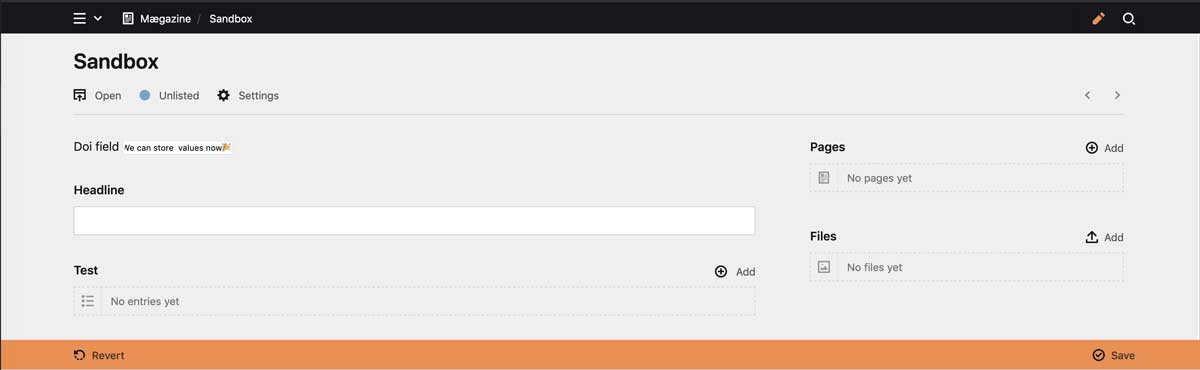 Mægazine / Sandbox
Sandbox
Open Unlisted Settings
Doi field We can store values now🎉
Headline
Test Add
No entries yet
Pages Add
No pages yet
Files Add
No files yet
Revert Save